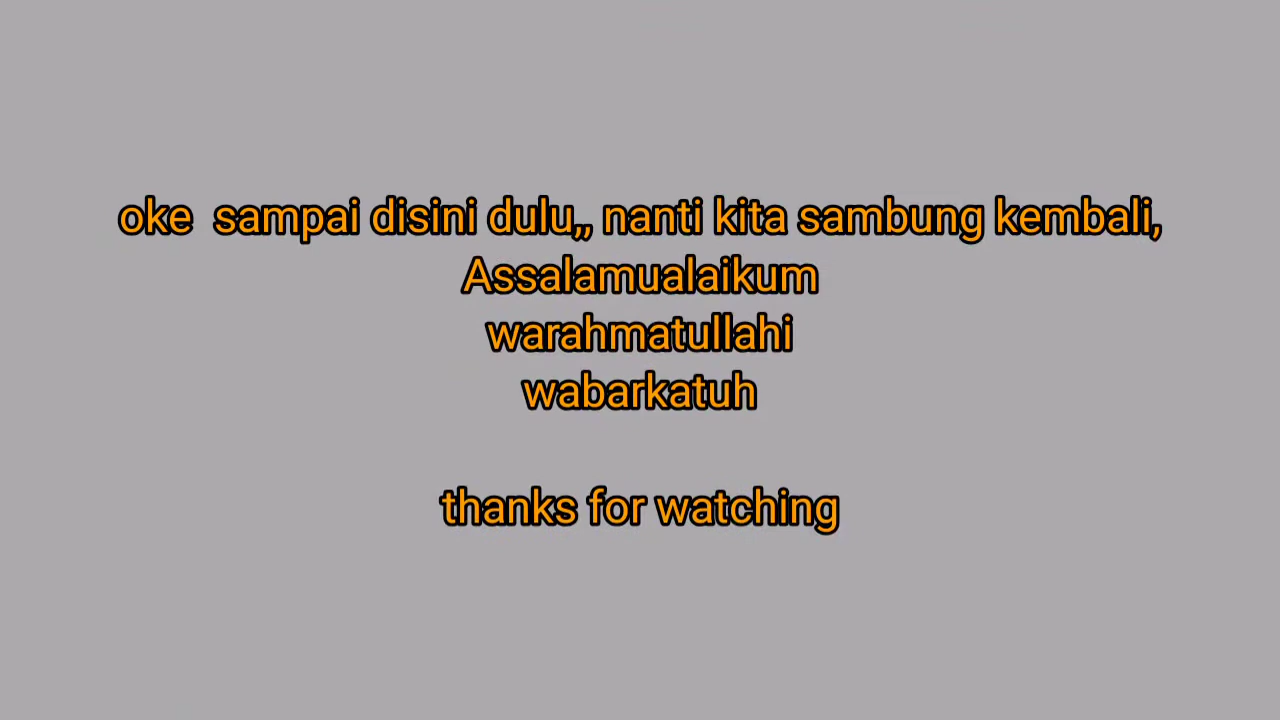 oke  sampai disini dulu,, nanti kita sambung kembali,
Assalamualaikum
warahmatullahi
wabarkatuh
thanks for watching